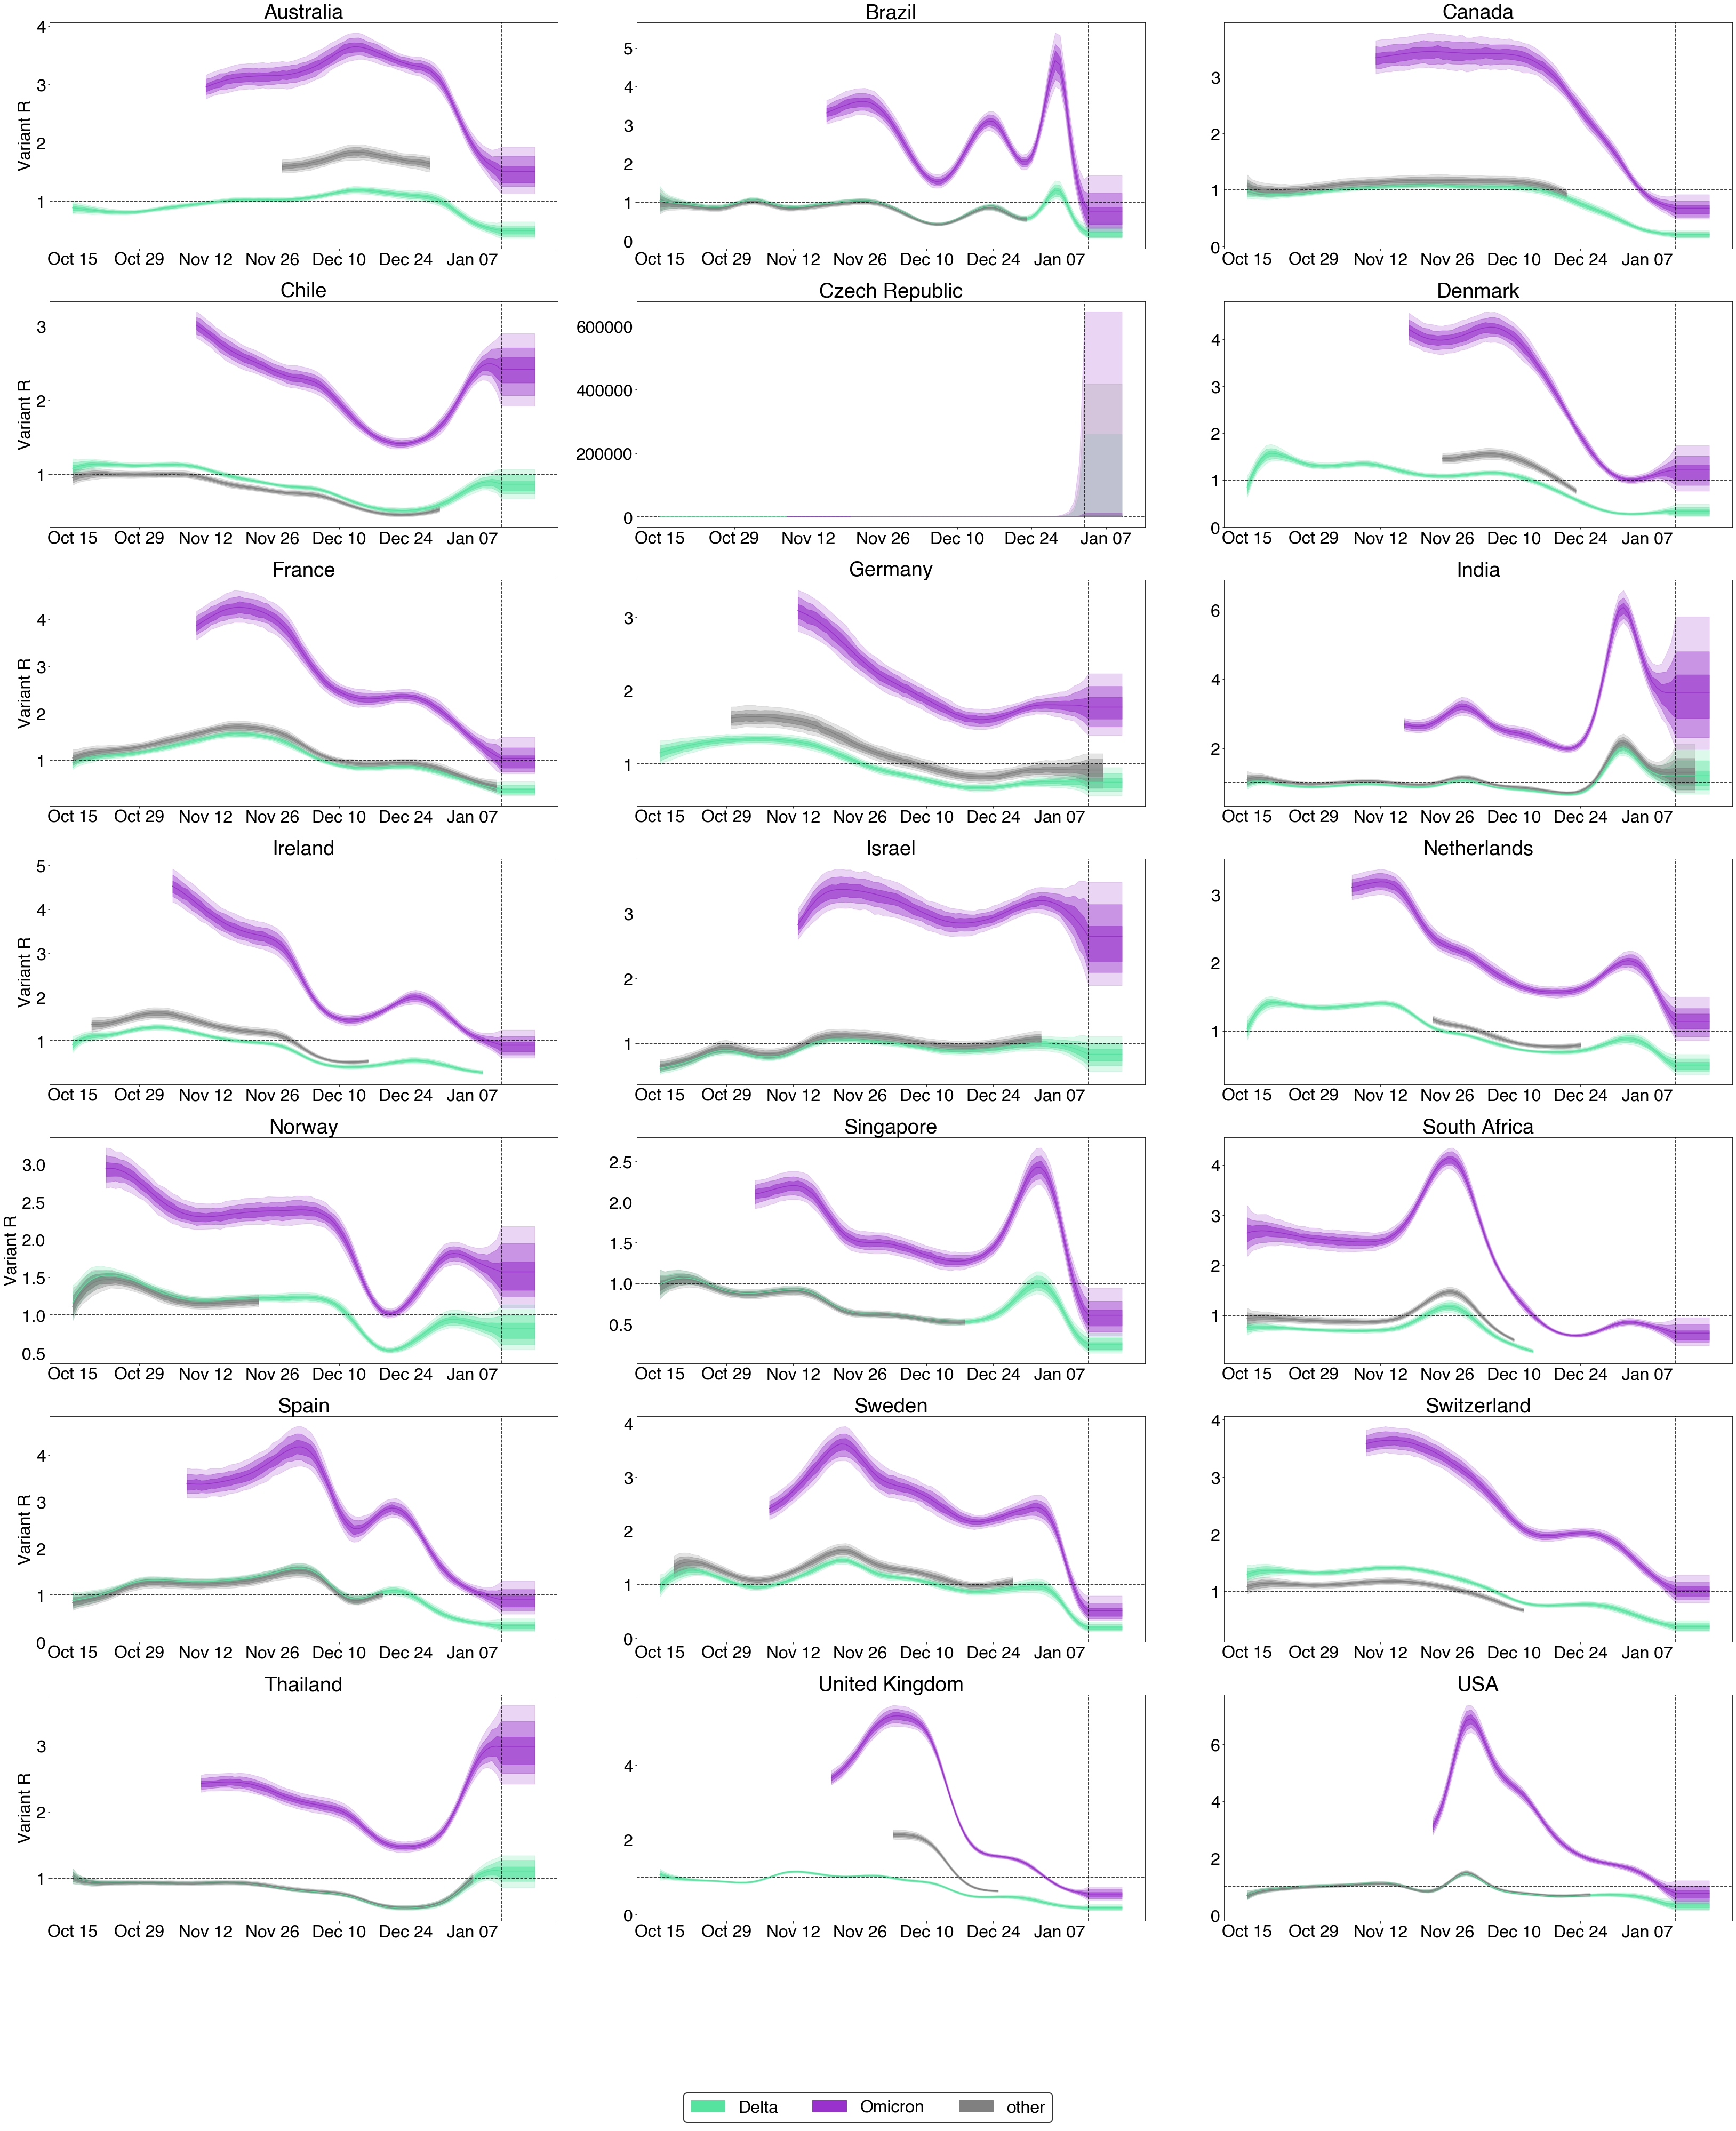 Australia
Variant R
4
3
2
1
Oct 15 Oct 29 Nov 12 Nov 26 Dec 10 Dec 24 Jan 07
Brazil
5
4
3
2
1
0
Oct 15 Oct 29 Nov 12 Nov 26 Dec 10 Dec 24 Jan 07
Canada
3
2
1
0
Oct 15 Oct 29 Nov 12 Nov 26 Dec 10 Dec 24 Jan 07
Chile
Variant R
3
2
1
Oct 15 Oct 29 Nov 12 Nov 26 Dec 10 Dec 24 Jan 07
Czech Republic
600000
400000
200000
0
Oct 15 Oct 29 Nov 12 Nov 26 Dec 10 Dec 24 Jan 07
Denmark
4
3
2
1
0
Oct 15 Oct 29 Nov 12 Nov 26 Dec 10 Dec 24 Jan 07
France
Variant R
4
3
2
1
Oct 15 Oct 29 Nov 12 Nov 26 Dec 10 Dec 24 Jan 07
Germany
3
2
1
Oct 15 Oct 29 Nov 12 Nov 26 Dec 10 Dec 24 Jan 07
India
6
4
2
Oct 15 Oct 29 Nov 12 Nov 26 Dec 10 Dec 24 Jan 07
Ireland
Variant R
5
4
3
2
1
Oct 15 Oct 29 Nov 12 Nov 26 Dec 10 Dec 24 Jan 07
Israel
3
2
1
Oct 15 Oct 29 Nov 12 Nov 26 Dec 10 Dec 24 Jan 07
Netherlands
3
2
1
Oct 15 Oct 29 Nov 12 Nov 26 Dec 10 Dec 24 Jan 07
Norway
Variant R
3.0
2.5
2.0
1.5
1.0
0.5
Oct 15 Oct 29 Nov 12 Nov 26 Dec 10 Dec 24 Jan 07
Singapore
2.5
2.0
1.5
1.0
0.5
Oct 15 Oct 29 Nov 12 Nov 26 Dec 10 Dec 24 Jan 07
South Africa
4
3
2
1
Oct 15 Oct 29 Nov 12 Nov 26 Dec 10 Dec 24 Jan 07
Spain
Variant R
4
3
2
1
0
Oct 15 Oct 29 Nov 12 Nov 26 Dec 10 Dec 24 Jan 07
Sweden
4
3
2
1
0
Oct 15 Oct 29 Nov 12 Nov 26 Dec 10 Dec 24 Jan 07
Switzerland
4
3
2
1
Oct 15 Oct 29 Nov 12 Nov 26 Dec 10 Dec 24 Jan 07
Thailand
Variant R
3
2
1
Oct 15 Oct 29 Nov 12 Nov 26 Dec 10 Dec 24 Jan 07
United Kingdom
4
2
0
Oct 15 Oct 29 Nov 12 Nov 26 Dec 10 Dec 24 Jan 07
USA
6
4
2
0
Oct 15 Oct 29 Nov 12 Nov 26 Dec 10 Dec 24 Jan 07
Delta Omicron other